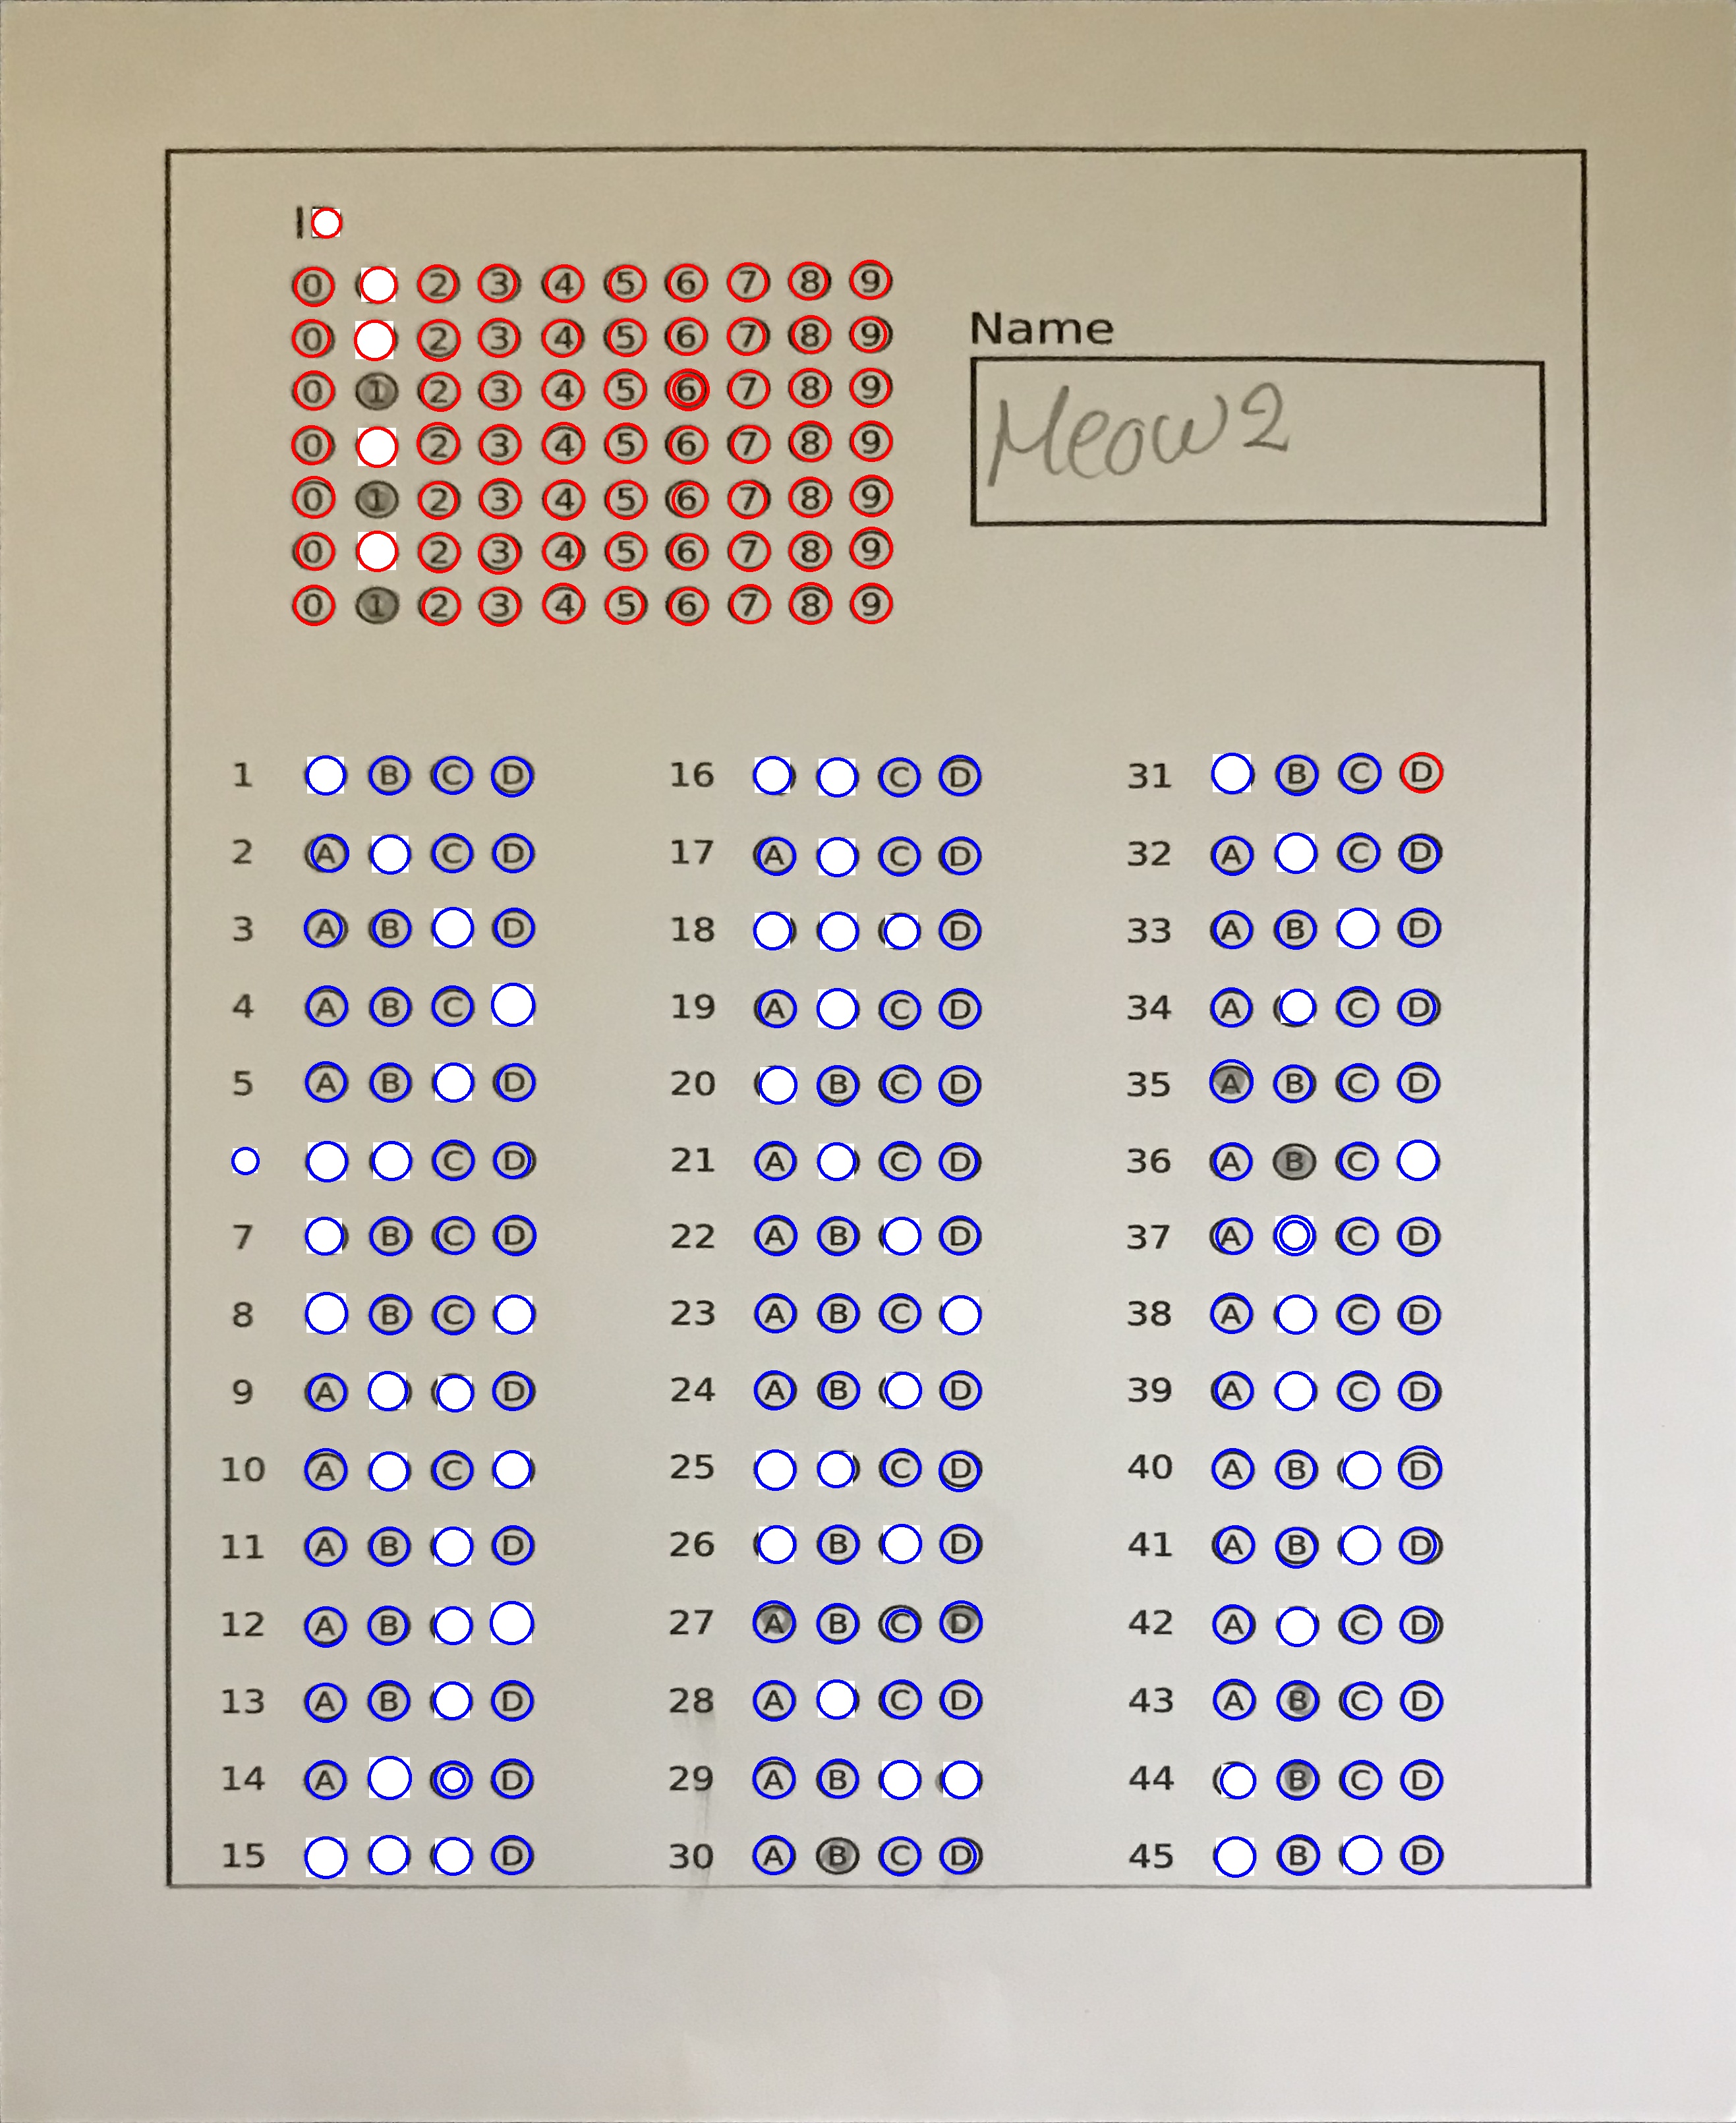 I
0 2 3 4 5 6 7 8 9
0 2 3 4 5 6 7 8 9
0 1 2 3 4 5 6 7 8 9
0 2 3 4 5 6 7 8 9
0 1 2 3 4 5 6 7 8 9
0 2 3 4 5 6 7 8 9
0 1 2 3 4 5 6 7 8 9
Name
Meow2
1 B C D
2 A C D
3 A B D
4 A B C
5 A B D
C D
7 B C D
8 B C
9 A D
10 A C
11 A B D
12 A B
13 A B D
14 A D
15 D
16 C D
17 A C D
18 D
19 A C D
20 B C D
21 A C D
22 A B D
23 A B C
24 A B D
25 C D
26 B D
27 A B C D
28 A C D
29 A B
30 A B C D
31 B C D
32 A C D
33 A B D
34 A C D
35 A B C D
36 A B C
37 A C D
38 A C D
39 A C D
40 A B D
41 A B D
42 A C D
43 A B C D
44 B C D
45 B D